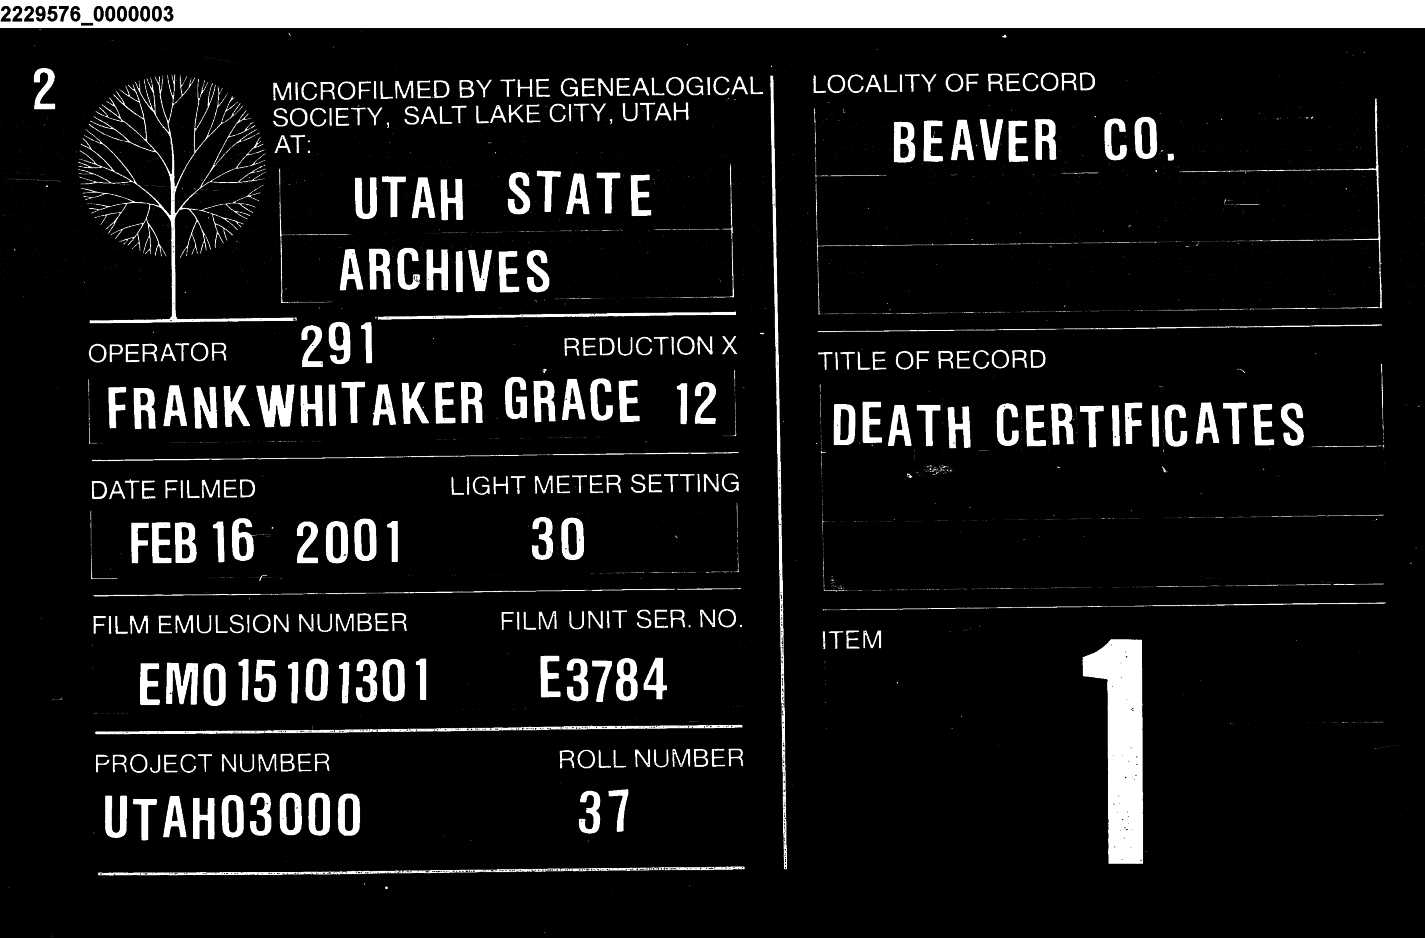 2229576_0000003
2
MICROFILMED BY THE GENEALOGICAL
SOCIETY, SALT LAKE CITY, UTAH
AT:
UTAH STATE
ARCHIVES
OPERATOR 291 REDUCTION X
FRANK WHITAKER GRACE 12
DATE FILMED LIGHT METER SETTING
FEB 16 2001 30
FILM EMULSION NUMBER FILM UNIT SER. NO.
EM015101301 E3784
PROJECT NUMBER ROLL NUMBER
UTAH03000 37
LOCALITY OF RECORD
BEAVER CO.
TITLE OF RECORD
DEATH CERTIFICATES
ITEM
1